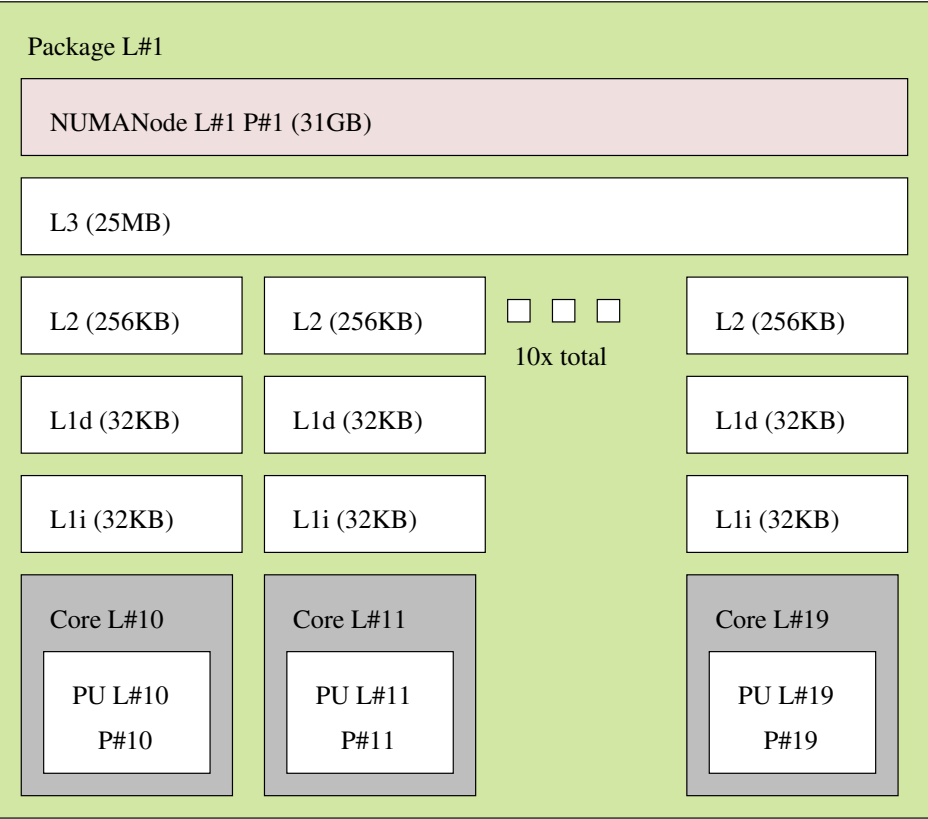 Package L#1
NUMANode L#1 P#1 (31GB)
L3 (25MB)
L2 (256KB)
L2 (256KB)
10x total
L2 (256KB)
L1d (32KB)
L1d (32KB)
L1d (32KB)
L1i (32KB)
L1i (32KB)
L1i (32KB)
Core L#10
Core L#11
Core L#19
PU L#10
P#10
PU L#11
P#11
PU L#19
P#19